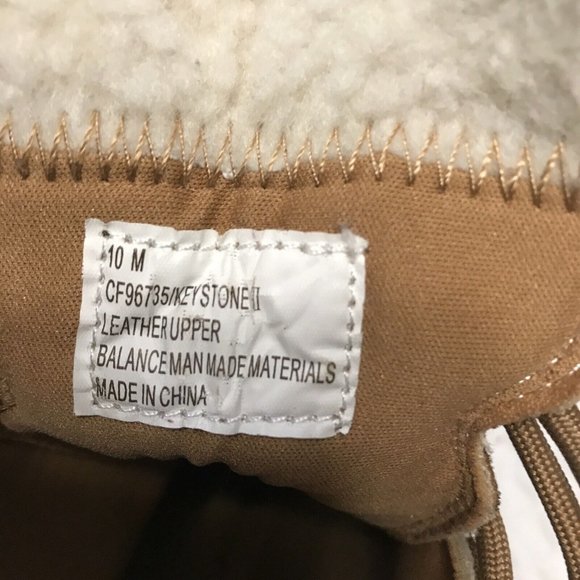 10 M
CF96735/KEYSTONE II
LEATHER UPPER
BALANCE MAN MADE MATERIALS
MADE IN CHINA